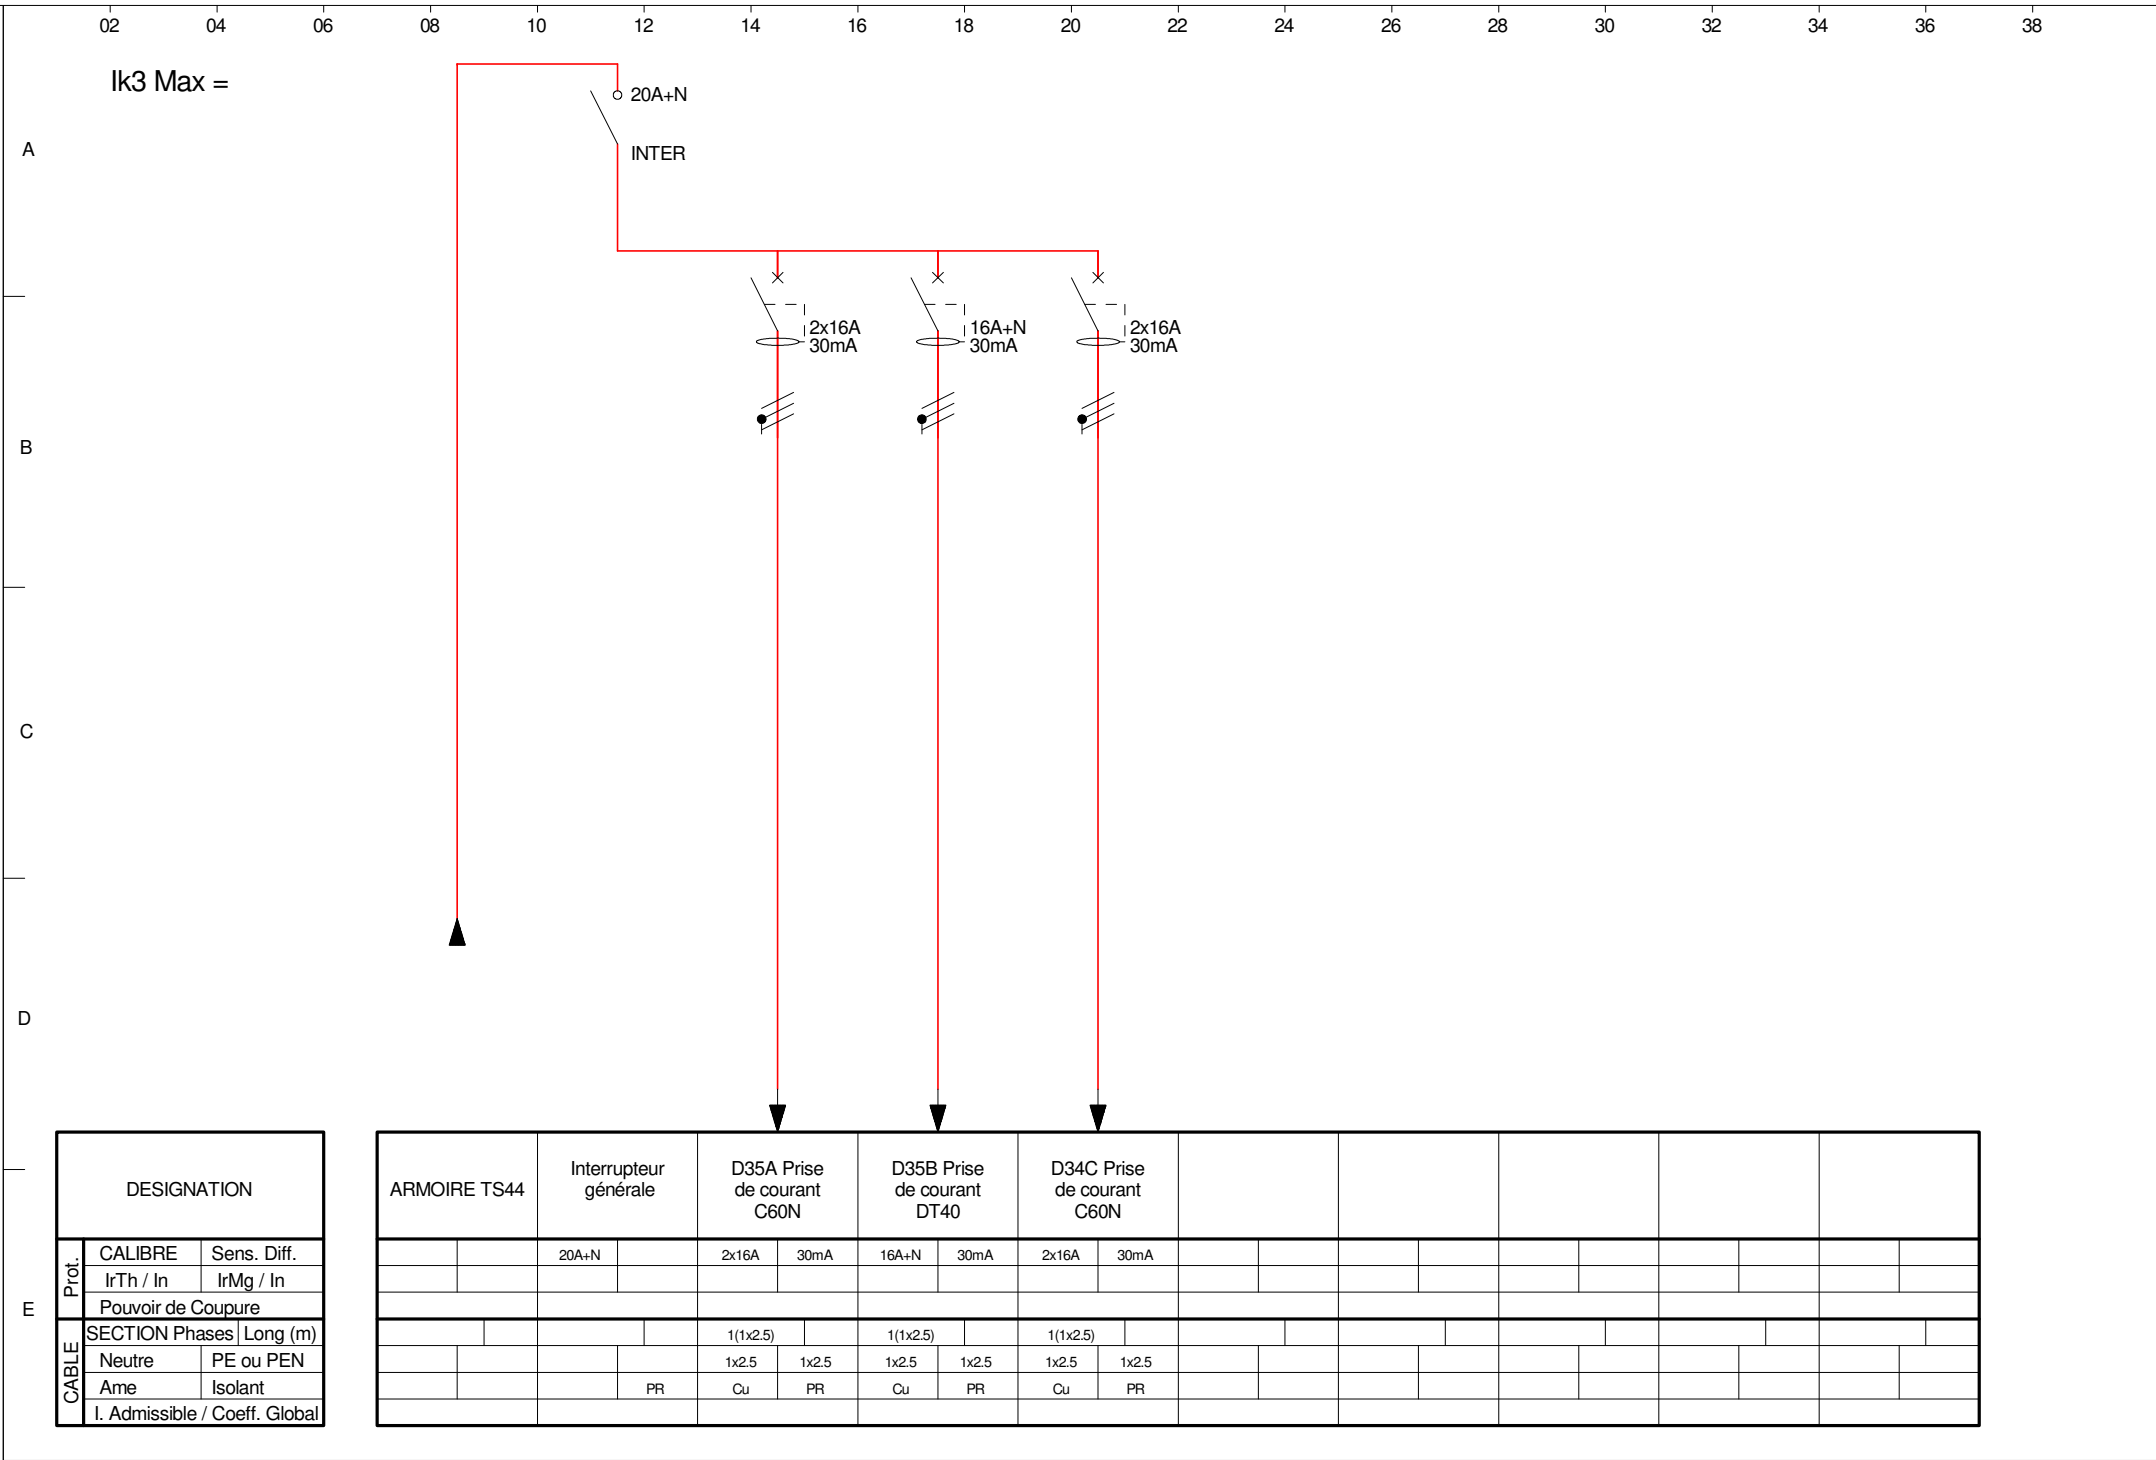 02 04 06 08 10 12 14 16 18 20 22 24 26 28 30 32 34 36 38
Ik3 Max =
20A+N
A
INTER
2x16A 16A+N 2x16A
30mA 30mA 30mA
B
C
D
DESIGNATION
ARMOIRE TS44
Interrupteur
générale
D35A Prise
de courant
C60N
D35B Prise
de courant
DT40
D34C Prise
de courant
C60N
Prot.
CALIBRE Sens. Diff. 20A+N 2x16A 30mA 16A+N 30mA 2x16A 30mA
IrTh / In IrMg / In
E
Pouvoir de Coupure
CABLE
SECTION Phases Long (m) 1(1x2.5) 1(1x2.5) 1(1x2.5)
Neutre PE ou PEN 1x2.5 1x2.5 1x2.5 1x2.5 1x2.5 1x2.5
Ame Isolant PR Cu PR Cu PR Cu PR
I. Admissible / Coeff. Global